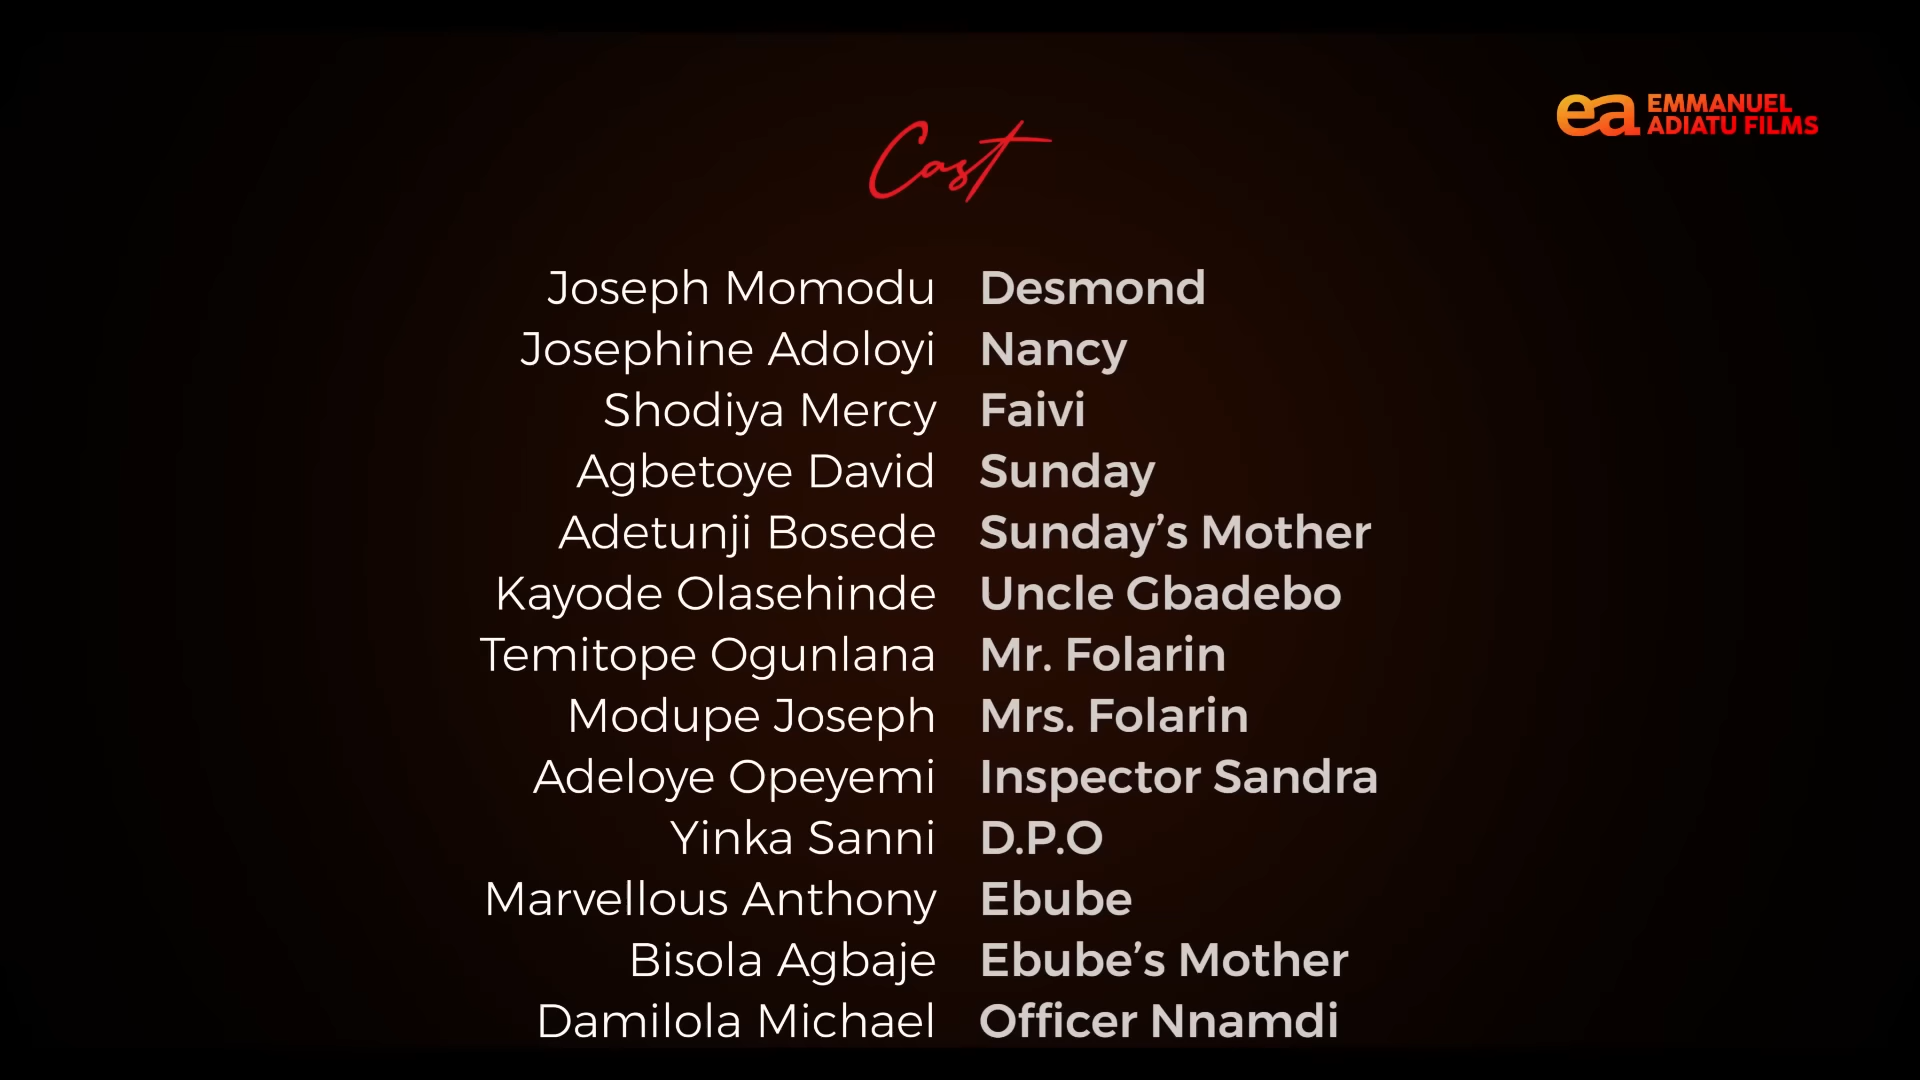 Cast
ea EMMANUEL
ADIATU FILMS
Joseph Momodu Desmond
Josephine Adoloyi Nancy
Shodiya Mercy Faivi
Agbetoye David Sunday
Adetunji Bosede Sunday’s Mother
Kayode Olasehinde Uncle Gbadebo
Temitope Ogunlana Mr. Folarin
Modupe Joseph Mrs. Folarin
Adeloye Opeyemi Inspector Sandra
Yinka Sanni D.P.O
Marvellous Anthony Ebube
Bisola Agbaje Ebube’s Mother
Damilola Michael Officer Nnamdi